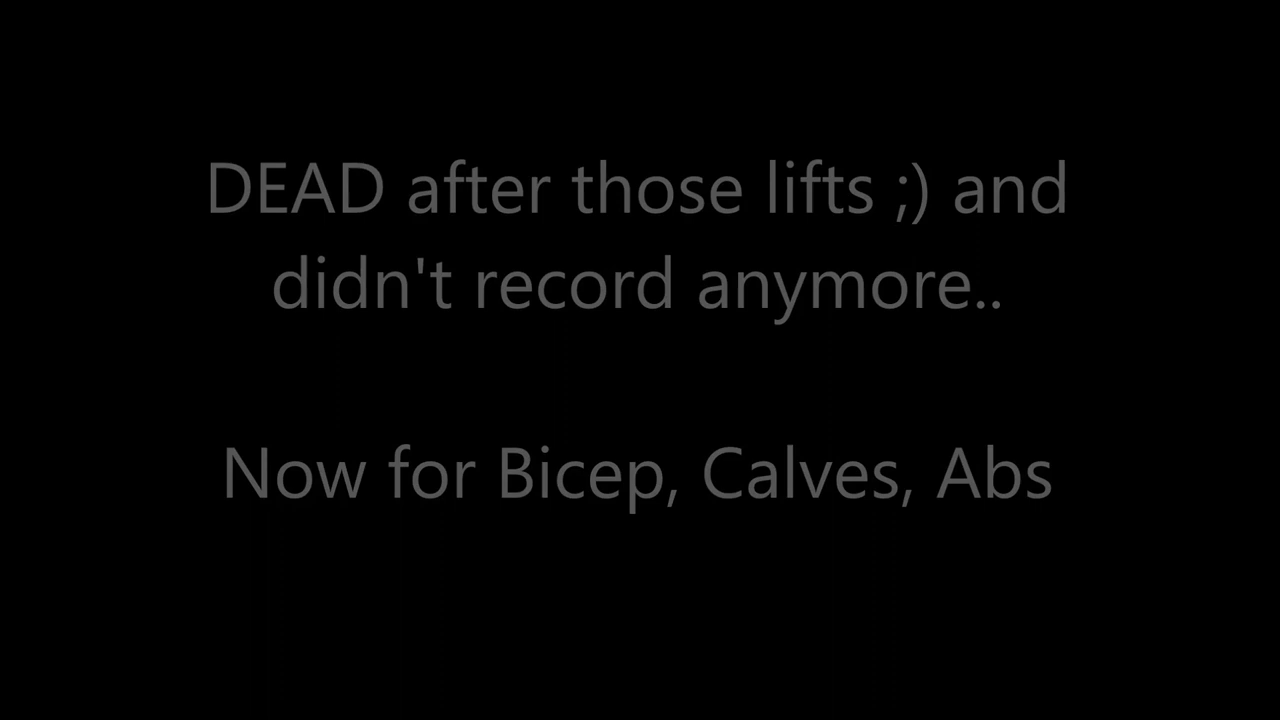 DEAD after those lifts ;) and
didn't record anymore..
Now for Bicep, Calves, Abs